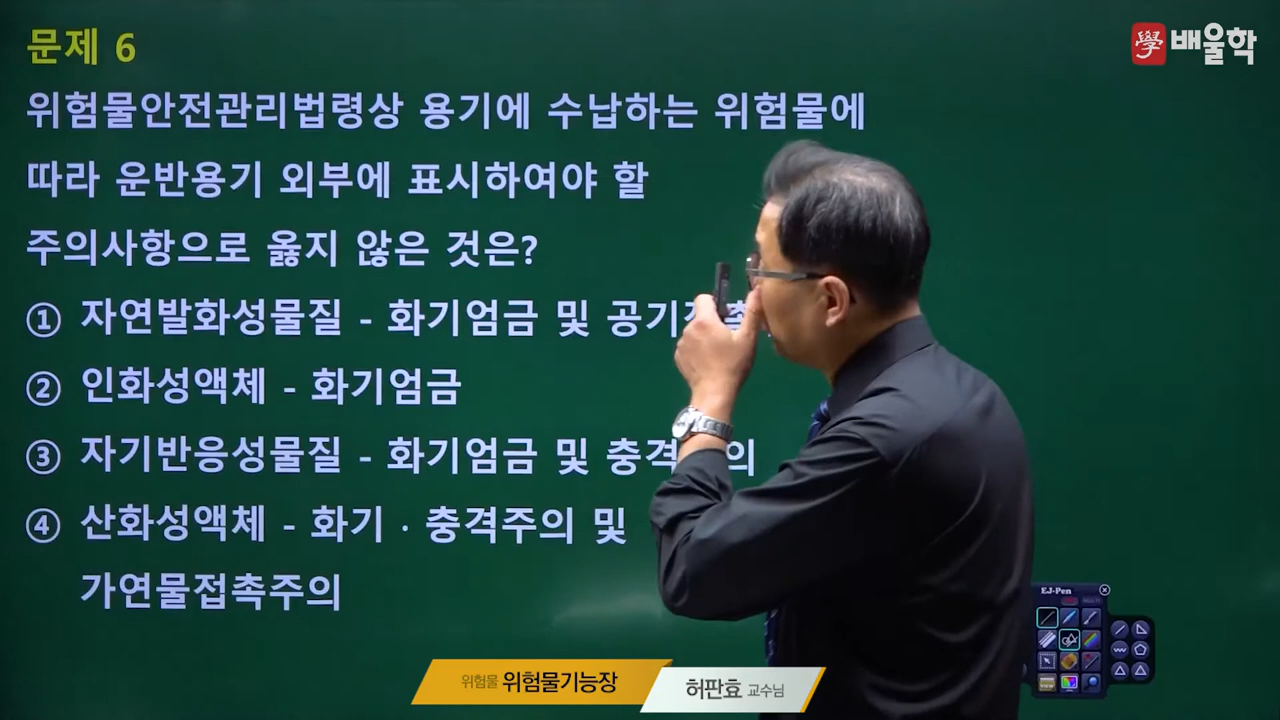 문제 6
學 배울학
위험물안전관리법령상 용기에 수납하는 위험물에
따라 운반용기 외부에 표시하여야 할
주의사항으로 옳지 않은 것은?
① 자연발화성물질 - 화기엄금 및
② 인화성액체 - 화기엄금
③ 자기반응성물질 - 화기엄금 및
④ 산화성액체 - 화기 · 충격주의 및
가연물접촉주의
EJ-Pen
위험물 위험물기능장
허판효 교수님